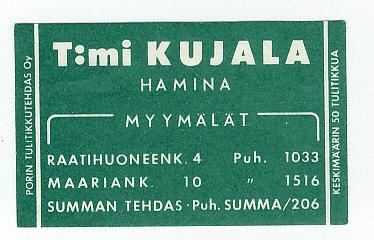 PORIN TULITIKKUTEHDAS Oy
T:mi KUJALA
HAMINA
MYYMÄLÄT
RAATIHUONEENK. 4 Puh. 1033
MAARIANK. 10 " 1516
SUMMAN TEHDAS · Puh. SUMMA/206
KESKIMÄÄRIN 50 TULITIKKUA